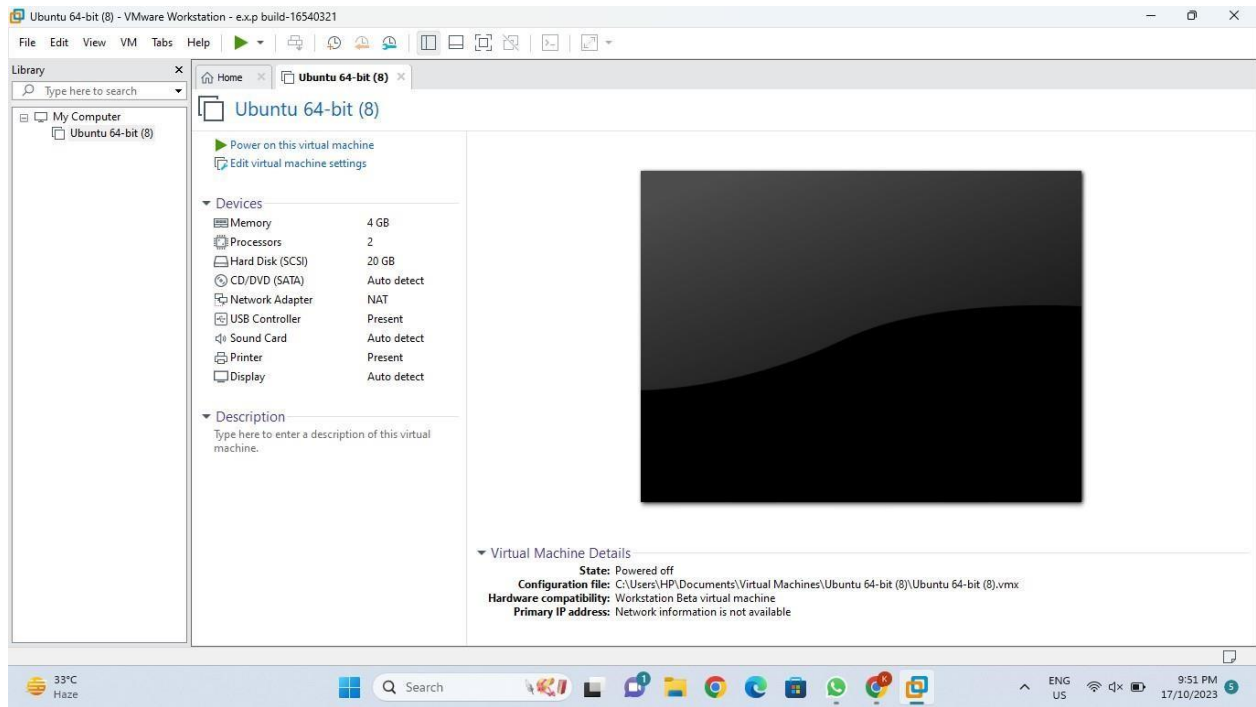 Ubuntu 64-bit (8) - VMware Workstation - e.x.p build-16540321
File Edit View VM Tabs Help
Library
Type here to search
My Computer
Ubuntu 64-bit (8)
Home
Ubuntu 64-bit (8)
Ubuntu 64-bit (8)
Power on this virtual machine
Edit virtual machine settings
Devices
Memory 4 GB
Processors 2
Hard Disk (SCSI) 20 GB
CD/DVD (SATA) Auto detect
Network Adapter NAT
USB Controller Present
Sound Card Auto detect
Printer Present
Display Auto detect
Description
Type here to enter a description of this virtual
machine.
Virtual Machine Details
State: Powered off
Configuration file: C:\Users\HP\Documents\Virtual Machines\Ubuntu 64-bit (8)\Ubuntu 64-bit (8).vmx
Hardware compatibility: Workstation Beta virtual machine
Primary IP address: Network information is not available
33°C
Haze
Search
1
K
ENG
US
9:51 PM
17/10/2023
5